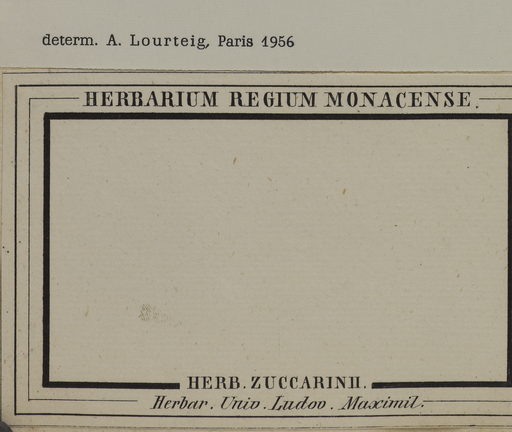 determ. A. Lourteig, Paris 1956
HERBARIUM REGIUM MONACENSE.
HERB. ZUCCARINII.
Herbar. Univ. Ludov. Maximil.